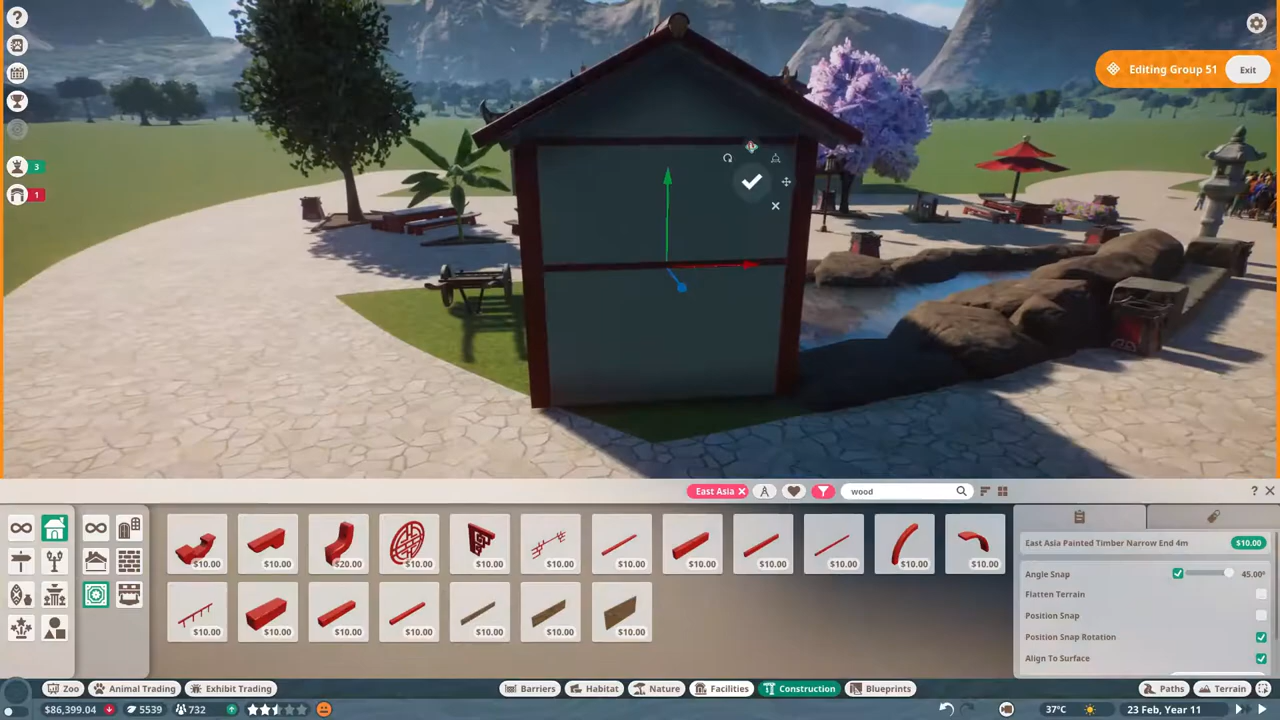 ?
Editing Group 51
Exit
3
1
East Asia ×
wood
? ×
$10.00 $10.00 $20.00 $10.00 $10.00 $10.00 $10.00 $10.00 $10.00 $10.00 $10.00 $10.00
$10.00 $10.00 $10.00 $10.00 $10.00 $10.00 $10.00
East Asia Painted Timber Narrow End 4m $10.00
Angle Snap 45.00°
Flatten Terrain
Position Snap
Position Snap Rotation
Align To Surface
Zoo Animal Trading Exhibit Trading Barriers Habitat Nature Facilities Construction Blueprints Paths Terrain
$86,399.04 5539 732 37°C 23 Feb, Year 11